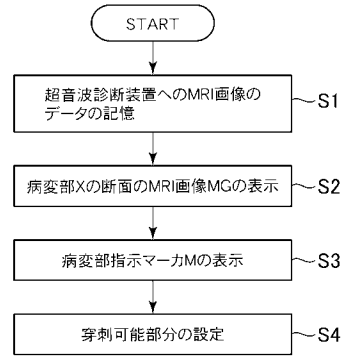 START
超音波診断装置へのMRI画像の
データの記憶
S1
病変部Xの断面のMRI画像MGの表示
S2
病変部指示マーカMの表示
S3
穿刺可能部分の設定
S4